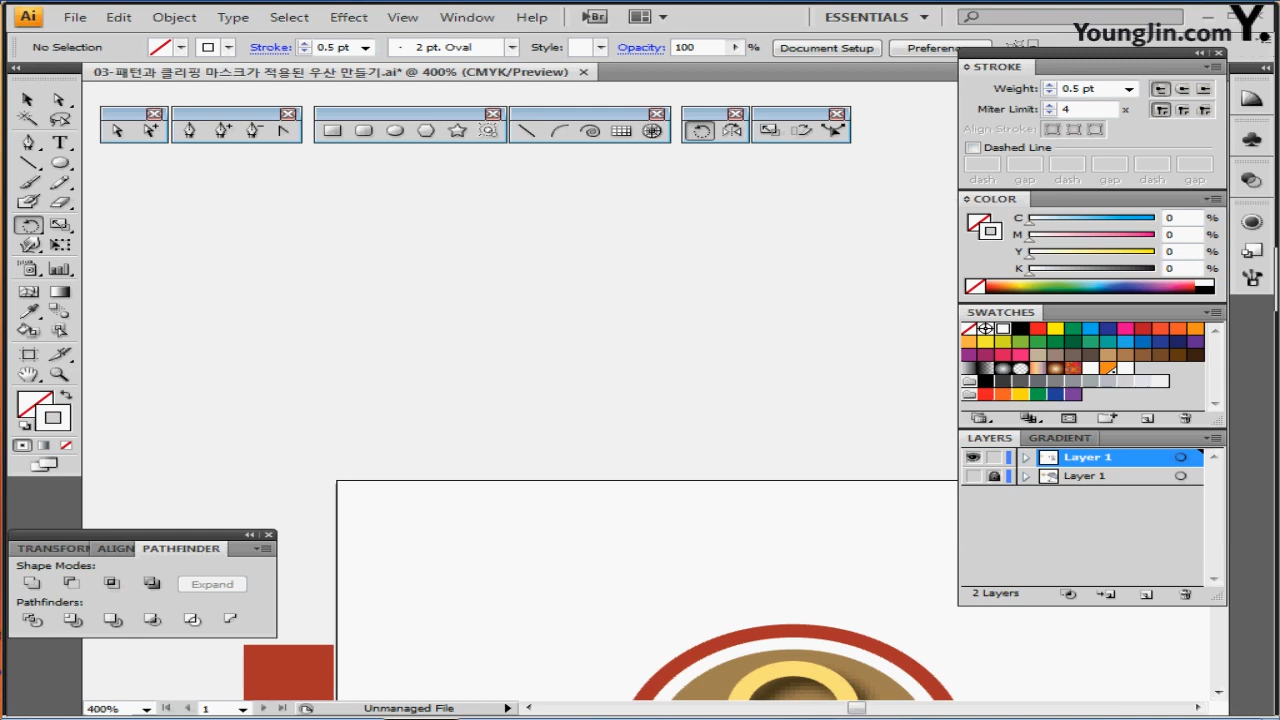 Ai File Edit Object Type Select Effect View Window Help Br ESSENTIALS
YoungJin.com Y.
No Selection Stroke: 0.5 pt 2 pt. Oval Style: Opacity: 100 % Document Setup
03-패턴과 클리핑 마스크가 적용된 우산 만들기.ai* @ 400% (CMYK/Preview)
STROKE
Weight: 0.5 pt
Miter Limit: 4 x
Align Stroke:
Dashed Line
dash gap dash gap dash gap
COLOR
C 0 %
M 0 %
Y 0 %
K 0 %
SWATCHES
LAYERS GRADIENT
Layer 1
Layer 1
2 Layers
TRANSFORM ALIGN PATHFINDER
Shape Modes:
Expand
Pathfinders:
400% 1 Unmanaged File